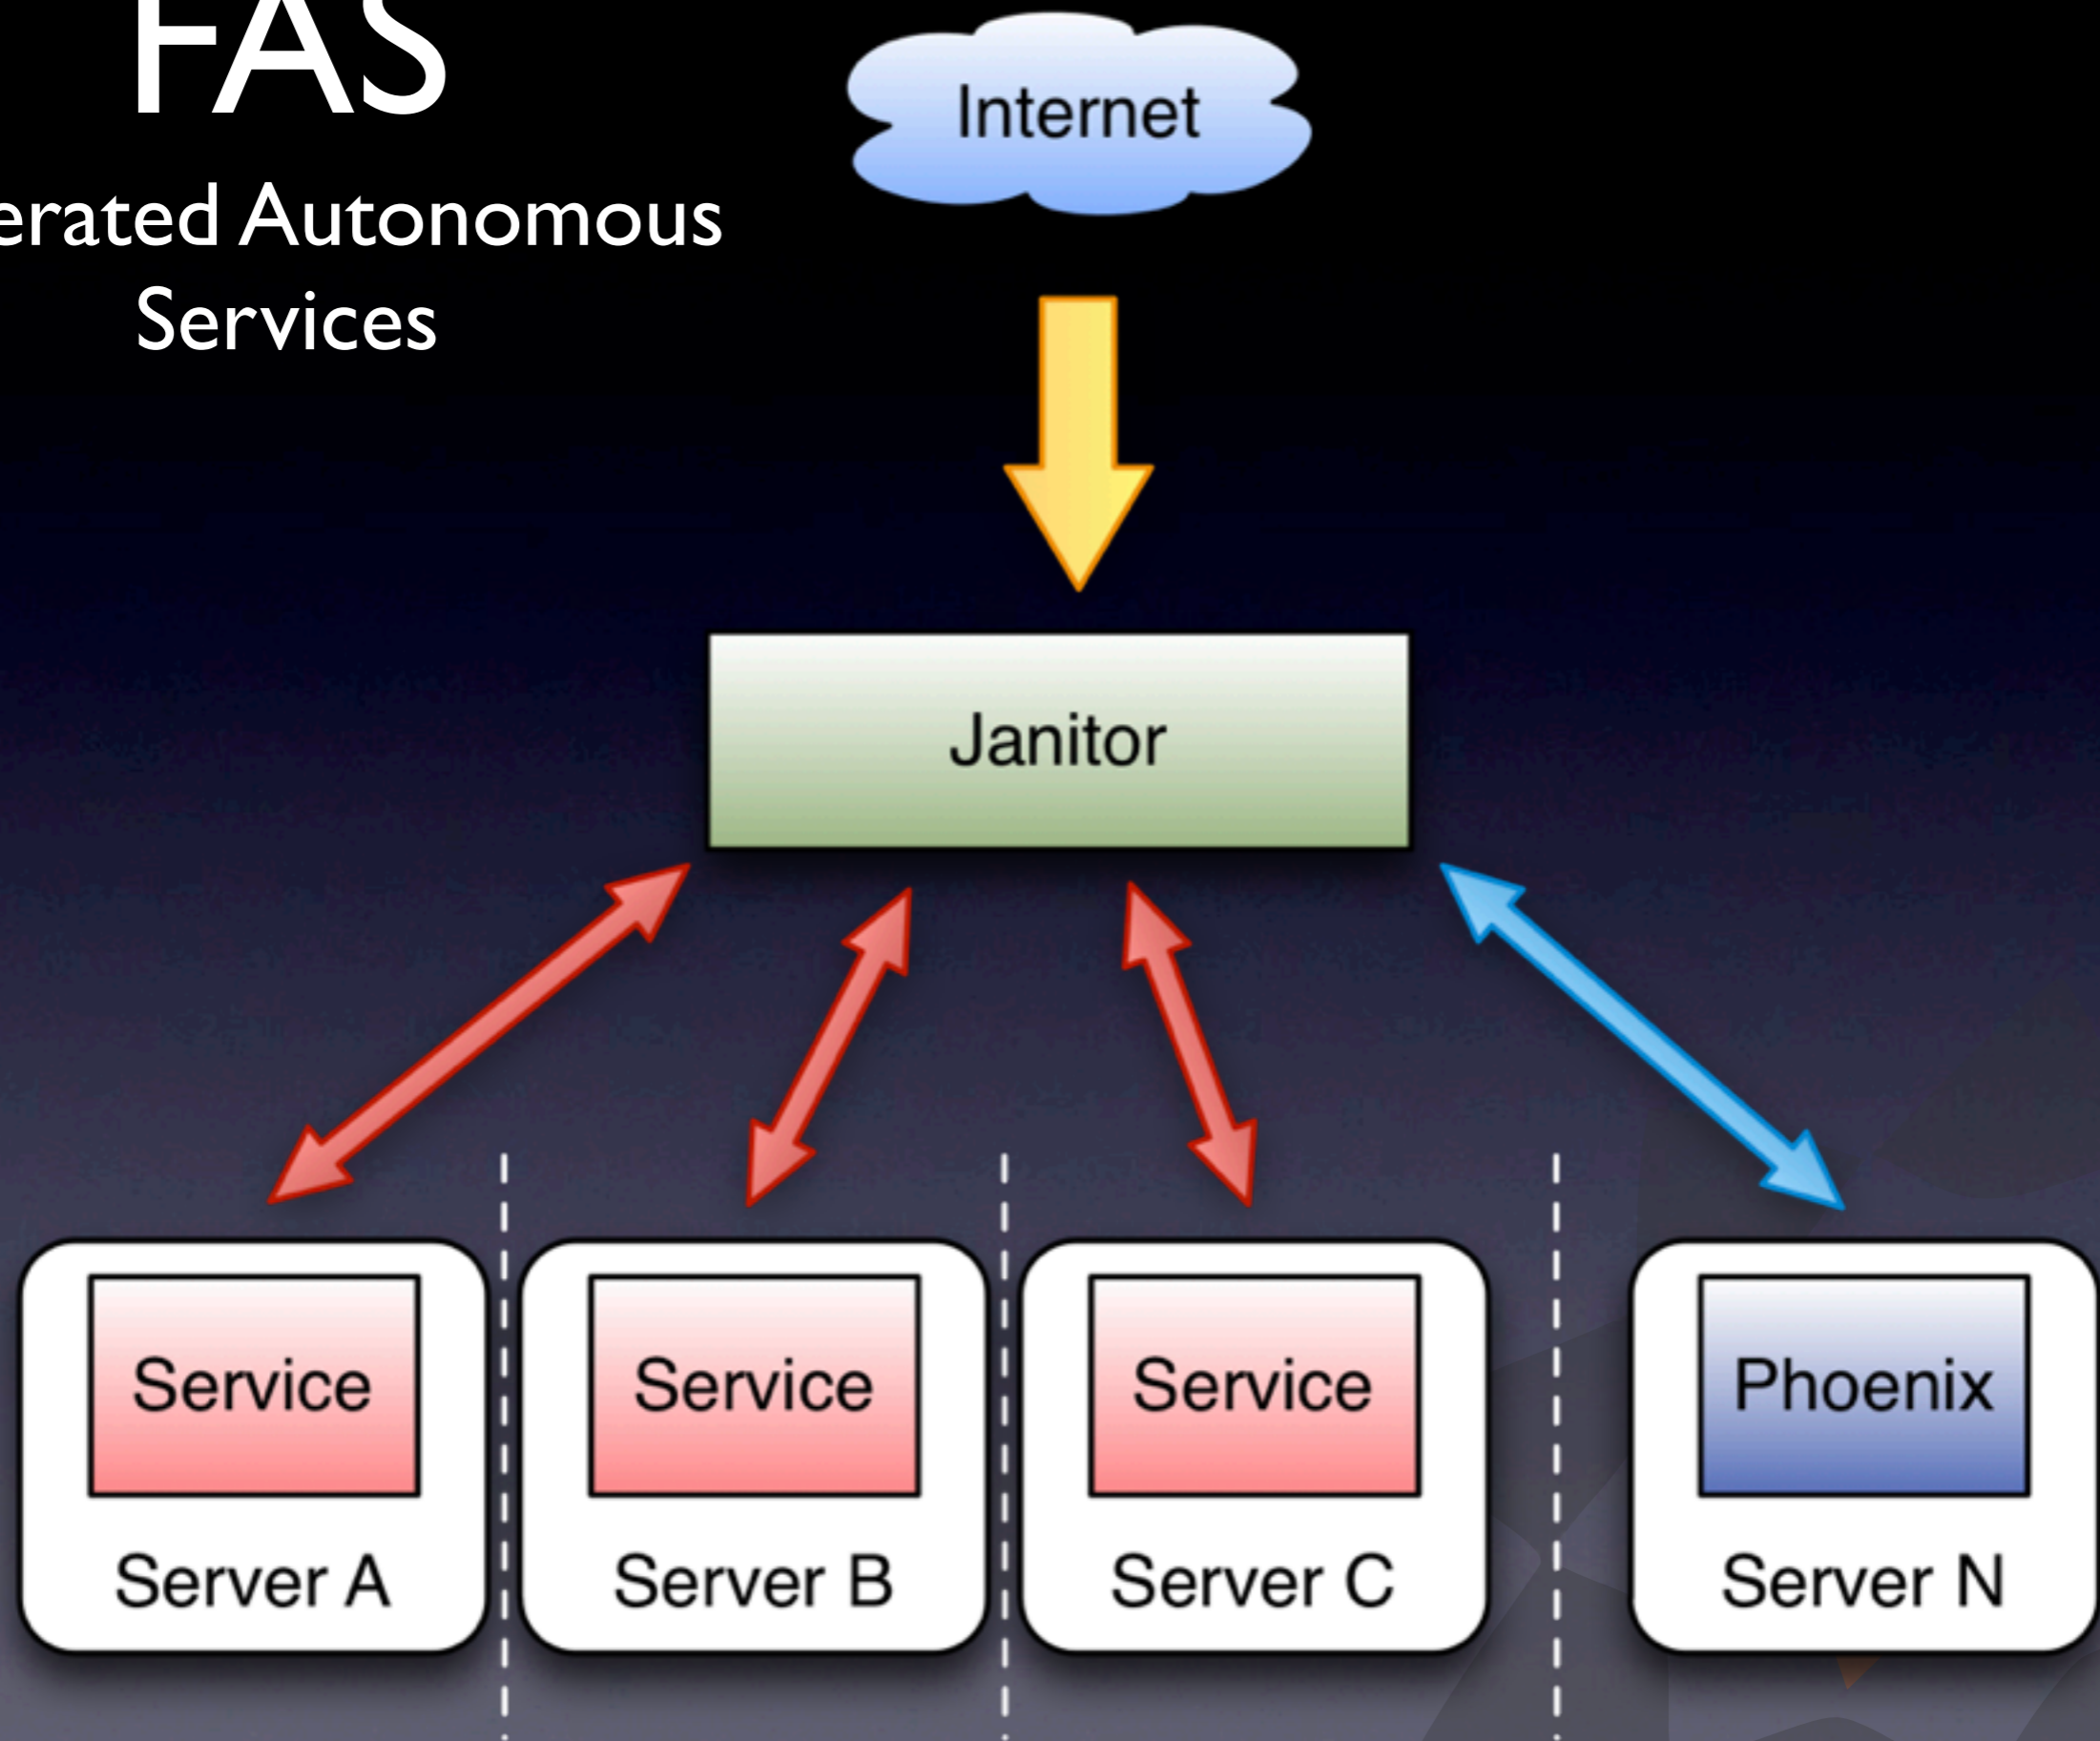 FAS
erated Autonomous
Services
Internet
Janitor
Service
Service
Service
Phoenix
Server A
Server B
Server C
Server N